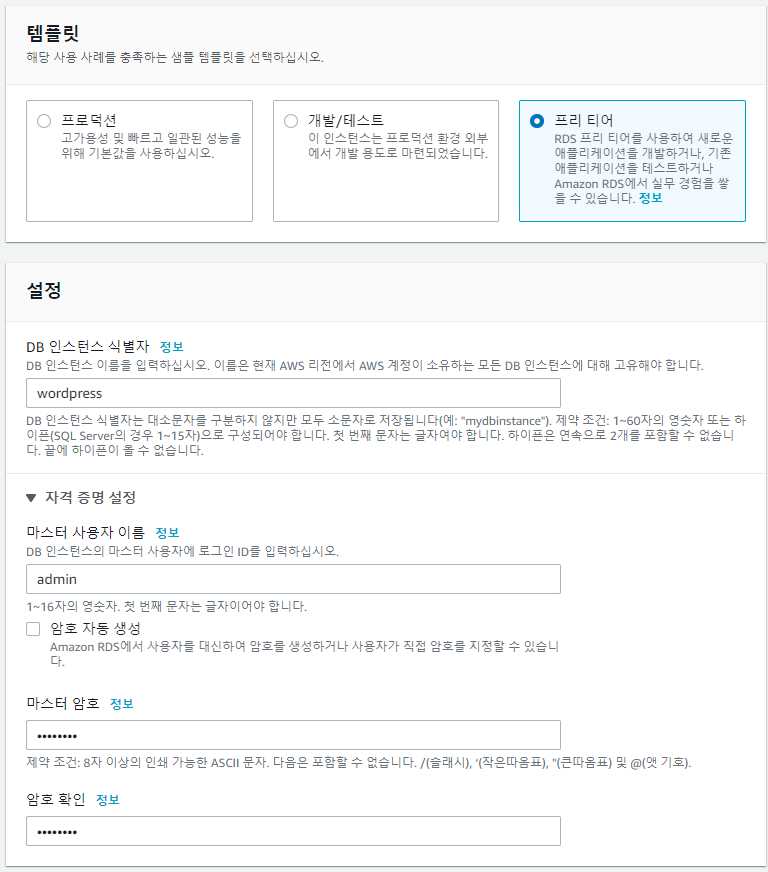 템플릿
해당 사용 사례를 충족하는 샘플 템플릿을 선택하십시오.
프로덕션
고가용성 및 빠르고 일관된 성능을
위해 기본값을 사용하십시오.
개발/테스트
이 인스턴스는 프로덕션 환경 외부
에서 개발 용도로 마련되었습니다.
프리 티어
RDS 프리 티어를 사용하여 새로운
애플리케이션을 개발하거나, 기존
애플리케이션을 테스트하거나
Amazon RDS에서 실무 경험을 쌓
을 수 있습니다. 정보
설정
DB 인스턴스 식별자 정보
DB 인스턴스 이름을 입력하십시오. 이름은 현재 AWS 리전에서 AWS 계정이 소유하는 모든 DB 인스턴스에 대해 고유해야 합니다.
wordpress
DB 인스턴스 식별자는 대소문자를 구분하지 않지만 모두 소문자로 저장됩니다(예: "mydbinstance"). 제약 조건: 1~60자의 영숫자 또는 하
이픈(SQL Server의 경우 1~15자)으로 구성되어야 합니다. 첫 번째 문자는 글자여야 합니다. 하이픈은 연속으로 2개를 포함할 수 없습니
다. 끝에 하이픈이 올 수 없습니다.
▼ 자격 증명 설정
마스터 사용자 이름 정보
DB 인스턴스의 마스터 사용자에 로그인 ID를 입력하십시오.
admin
1~16자의 영숫자. 첫 번째 문자는 글자이어야 합니다.
암호 자동 생성
Amazon RDS에서 사용자를 대신하여 암호를 생성하거나 사용자가 직접 암호를 지정할 수 있습니
다.
마스터 암호 정보
••••••••
제약 조건: 8자 이상의 인쇄 가능한 ASCII 문자. 다음은 포함할 수 없습니다. /(슬래시), '(작은따옴표), "(큰따옴표) 및 @(앳 기호).
암호 확인 정보
••••••••